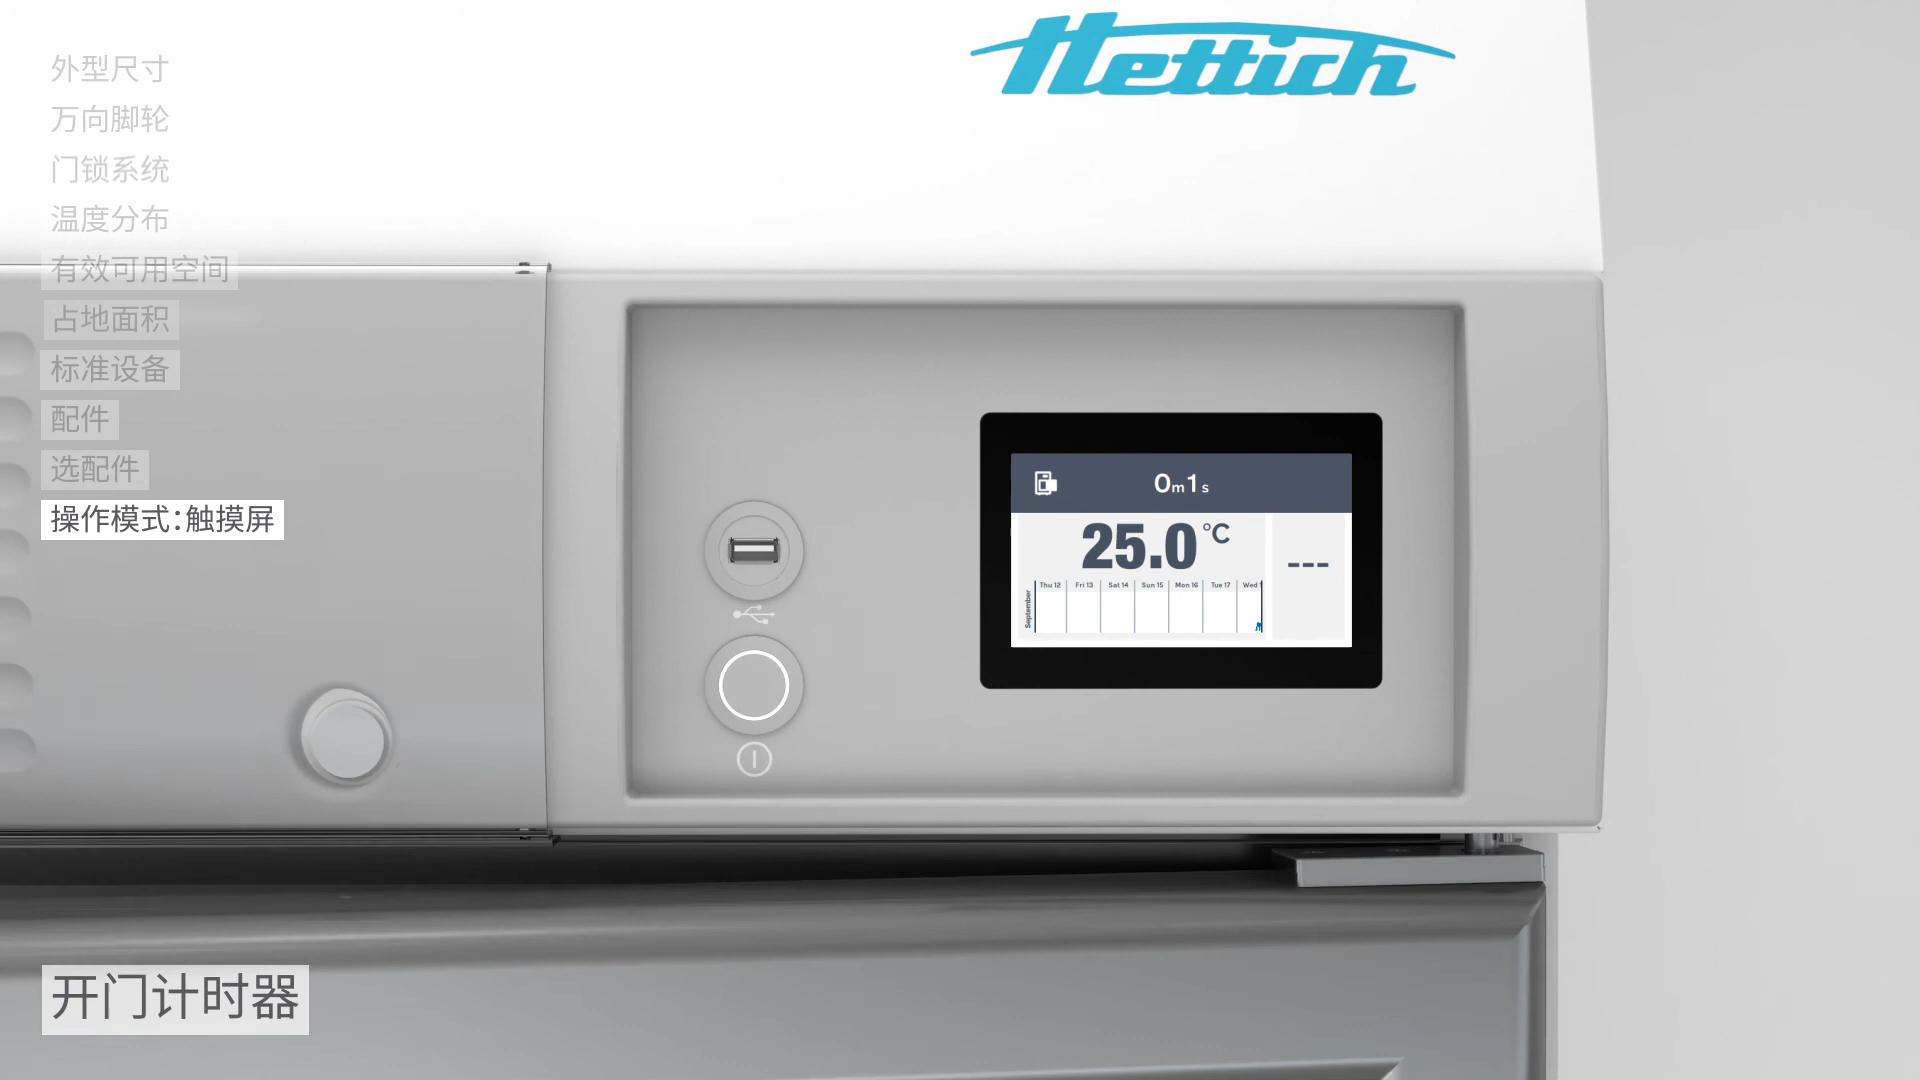 Hettich
外型尺寸
万向脚轮
门锁系统
温度分布
有效可用空间
占地面积
标准设备
配件
选配件
操作模式：触摸屏
0m1s
25.0°C
---
Thu 12 Fri 13 Sat 14 Sun 15 Mon 16 Tue 17 Wed
September
开门计时器